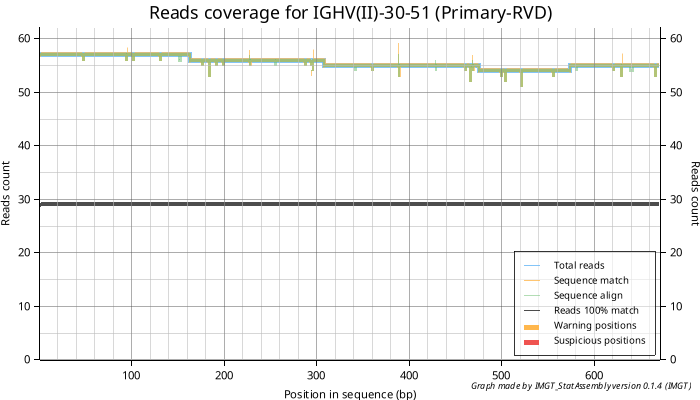 Reads coverage for IGHV(II)-30-51 (Primary-RVD)
60 60
50 50
40 40
30 30
20 20
10 10
0 0
Reads count
Reads count
Total reads
Sequence match
Sequence align
Reads 100% match
Warning positions
Suspicious positions
100 200 300 400 500 600
Position in sequence (bp)
Graph made by IMGT_StatAssembly version 0.1.4 (IMGT)